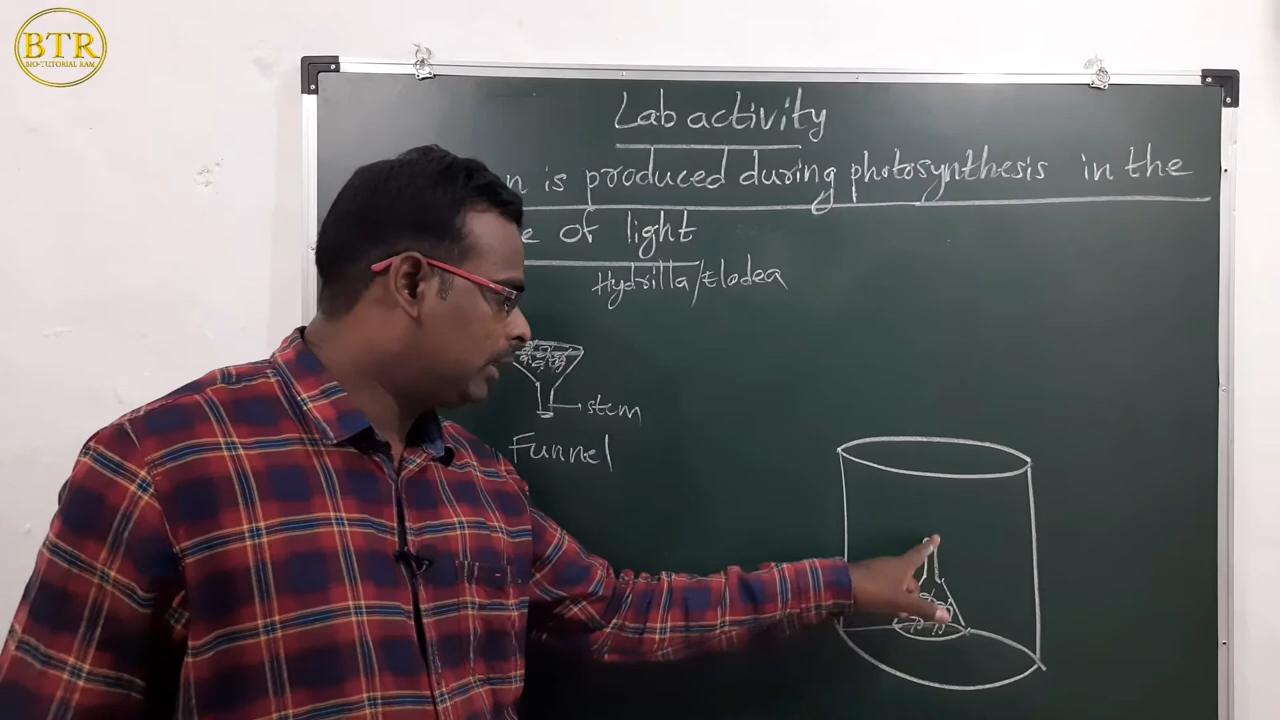 BTR
BIO-TUTORIAL RAM
Lab activity
n is produced during photosynthesis in the
e of light
Hydrilla/Elodea
stem
Funnel